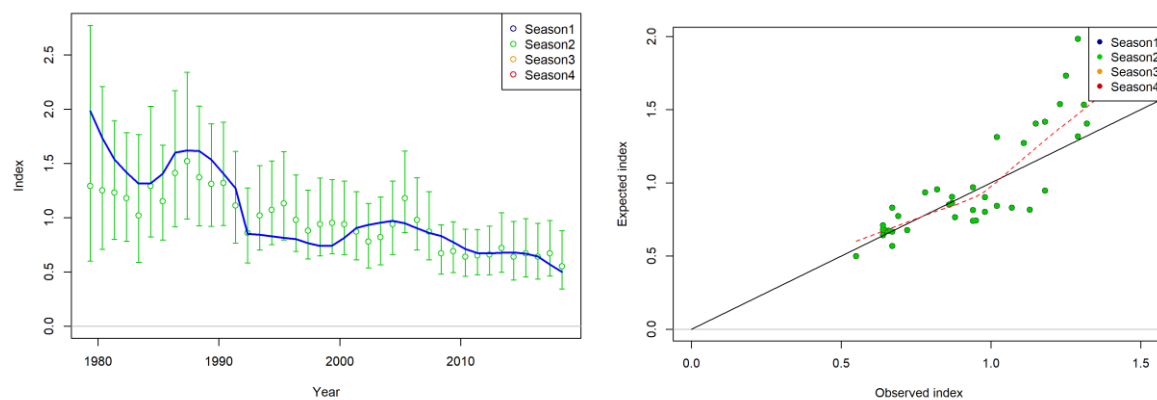 Season1
Season2
Season3
Season4
2.5
2.0
1.5
1.0
0.5
0.0
Index
1980
1990
2000
2010
Year
Season1
Season2
Season3
Season4
2.0
1.5
1.0
0.5
0.0
Expected index
0.0
0.5
1.0
1.5
Observed index